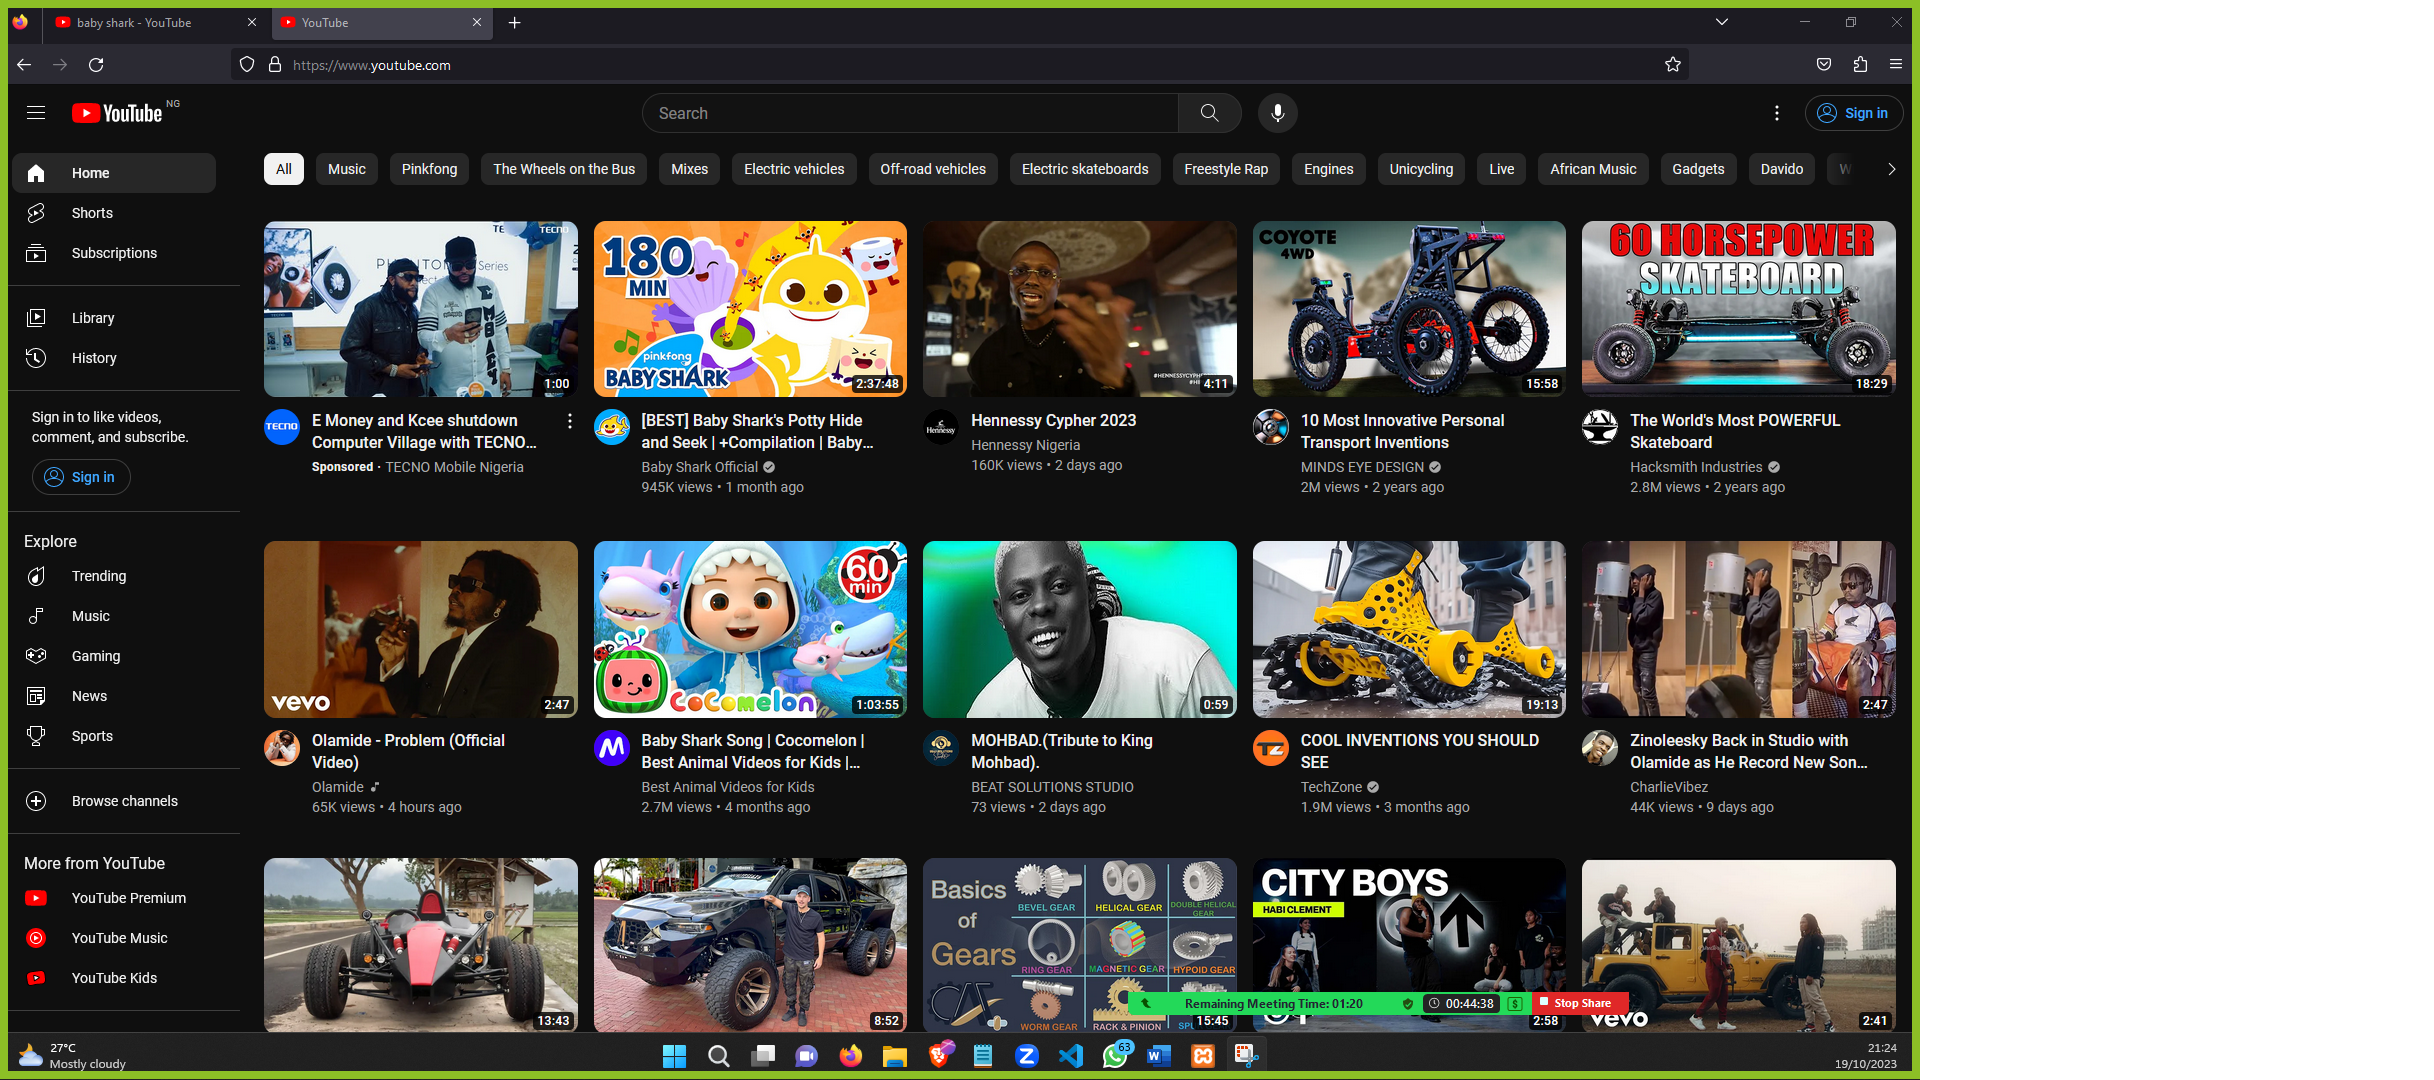 baby shark - YouTube
YouTube
https://www.youtube.com
YouTube NG
Search
Sign in
Home
Shorts
Subscriptions
Library
History
Sign in to like videos,
comment, and subscribe.
Sign in
Explore
Trending
Music
Gaming
News
Sports
Browse channels
More from YouTube
YouTube Premium
YouTube Music
YouTube Kids
All
Music
Pinkfong
The Wheels on the Bus
Mixes
Electric vehicles
Off-road vehicles
Electric skateboards
Freestyle Rap
Engines
Unicycling
Live
African Music
Gadgets
Davido
W
TECNO
Series
1:00
TECNO
E Money and Kcee shutdown
Computer Village with TECNO...
Sponsored • TECNO Mobile Nigeria
180
MIN
pinkfong
BABY SHARK
2:37:48
[BEST] Baby Shark's Potty Hide
and Seek | +Compilation | Baby...
Baby Shark Official
945K views • 1 month ago
4:11
Hennessy
Hennessy Cypher 2023
Hennessy Nigeria
160K views • 2 days ago
COYOTE
4WD
15:58
10 Most Innovative Personal
Transport Inventions
MINDS EYE DESIGN
2M views • 2 years ago
60 HORSEPOWER
SKATEBOARD
18:29
The World's Most POWERFUL
Skateboard
Hacksmith Industries
2.8M views • 2 years ago
vevo
2:47
Olamide - Problem (Official
Video)
Olamide
65K views • 4 hours ago
60
min
CoComelon
1:03:55
Baby Shark Song | Cocomelon |
Best Animal Videos for Kids |...
Best Animal Videos for Kids
2.7M views • 4 months ago
0:59
MOHBAD.(Tribute to King
Mohbad).
BEAT SOLUTIONS STUDIO
73 views • 2 days ago
19:13
TZ
COOL INVENTIONS YOU SHOULD
SEE
TechZone
1.9M views • 3 months ago
2:47
Zinoleesky Back in Studio with
Olamide as He Record New Son...
CharlieVibez
44K views • 9 days ago
13:43
8:52
Basics
of
Gears
BEVEL GEAR
HELICAL GEAR
DOUBLE HELICAL
GEAR
RING GEAR
MAGNETIC GEAR
HYPOID GEAR
WORM GEAR
RACK & PINION
15:45
CITY BOYS
HABI CLEMENT
2:58
vevo
2:41
Remaining Meeting Time: 01:20
00:44:38
Stop Share
27°C
Mostly cloudy
63
21:24
19/10/2023